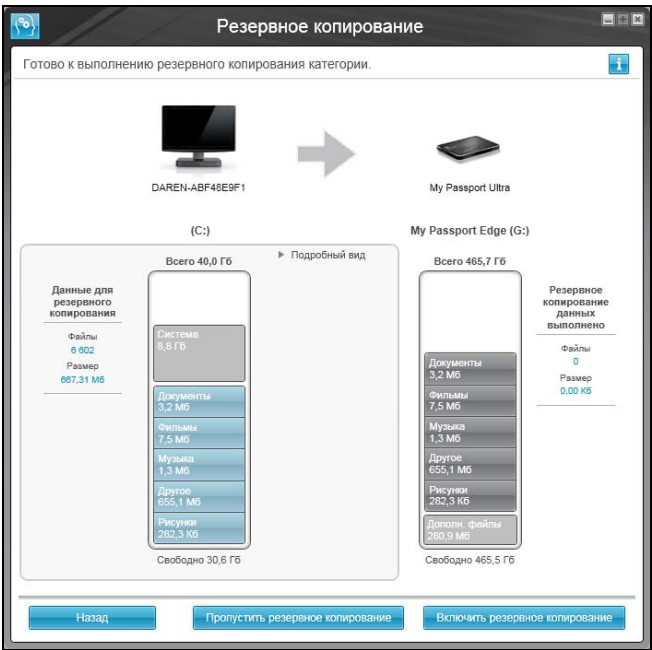 Резервное копирование
Готово к выполнению резервного копирования категории.
DAREN-ABF48E9F1
My Passport Ultra
(C:)
My Passport Edge (G:)
Всего 40,0 Гб
Подробный вид
Всего 465,7 Гб
Данные для
резервного
копирования
Файлы
6 602
Размер
667,31 Мб
Система
8,8 Гб
Документы
3,2 Мб
Фильмы
7,5 Мб
Музыка
1,3 Мб
Другое
655,1 Мб
Рисунки
282,3 Кб
Свободно 30,6 Гб
Документы
3,2 Мб
Фильмы
7,5 Мб
Музыка
1,3 Мб
Другое
655,1 Мб
Рисунки
282,3 Кб
Дополн. файлы
280,9 Мб
Свободно 465,5 Гб
Резервное
копирование
данных
выполнено
Файлы
0
Размер
0,00 Кб
Назад
Пропустить резервное копирование
Включить резервное копирование